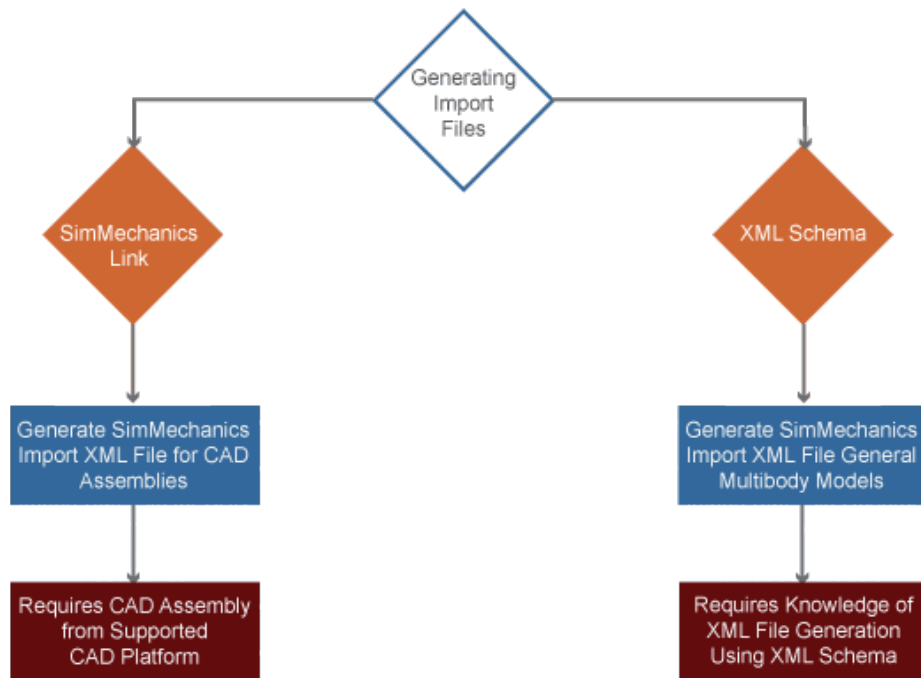 Generating
Import
Files
SimMechanics
Link
XML Schema
Generate SimMechanics
Import XML File for CAD
Assemblies
Generate SimMechanics
Import XML File General
Multibody Models
Requires CAD Assembly
from Supported
CAD Platform
Requires Knowledge of
XML File Generation
Using XML Schema